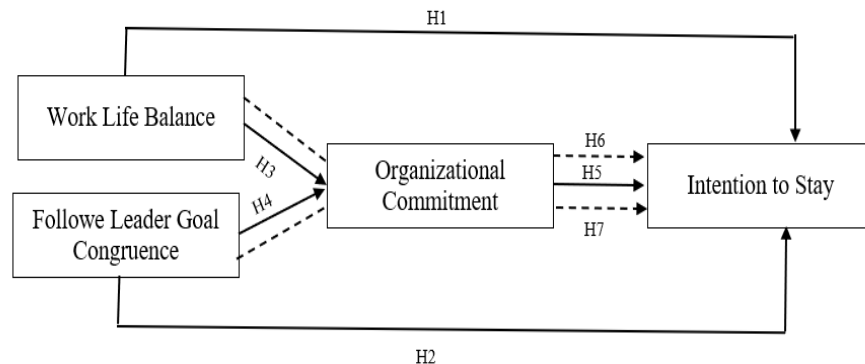 H1
Work Life Balance
H3
H4
Followe Leader Goal
Congruence
Organizational
Commitment
H6
H5
H7
Intention to Stay
H2